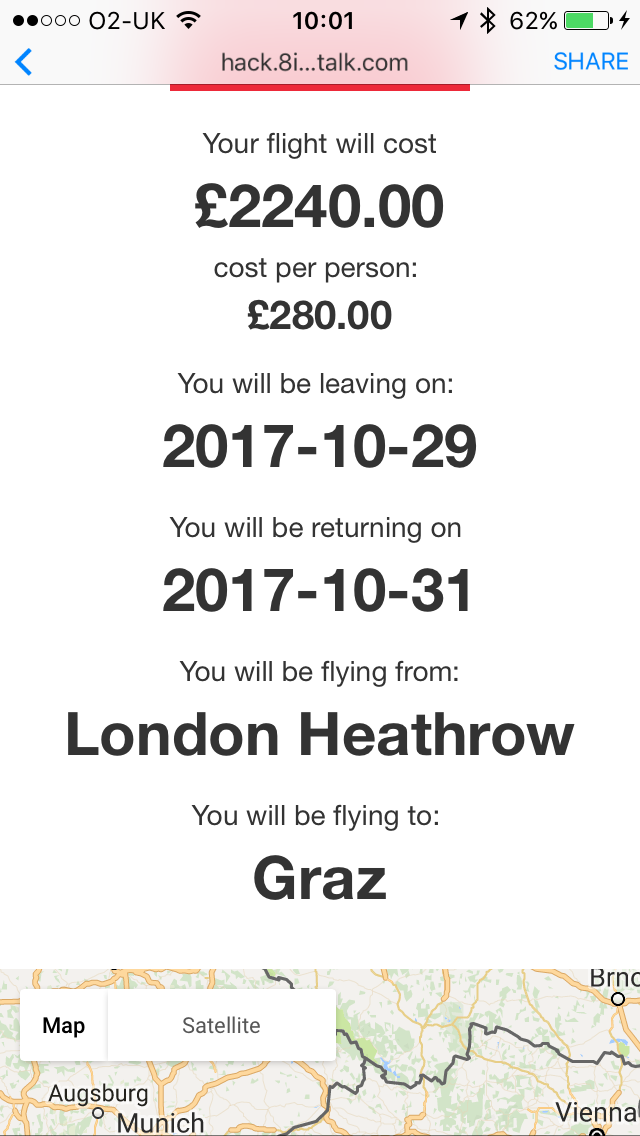 O2-UK 10:01 62%
hack.8i...talk.com SHARE
Your flight will cost
£2240.00
cost per person:
£280.00
You will be leaving on:
2017-10-29
You will be returning on
2017-10-31
You will be flying from:
London Heathrow
You will be flying to:
Graz
Brno
Map Satellite
Augsburg
Munich
Vienna